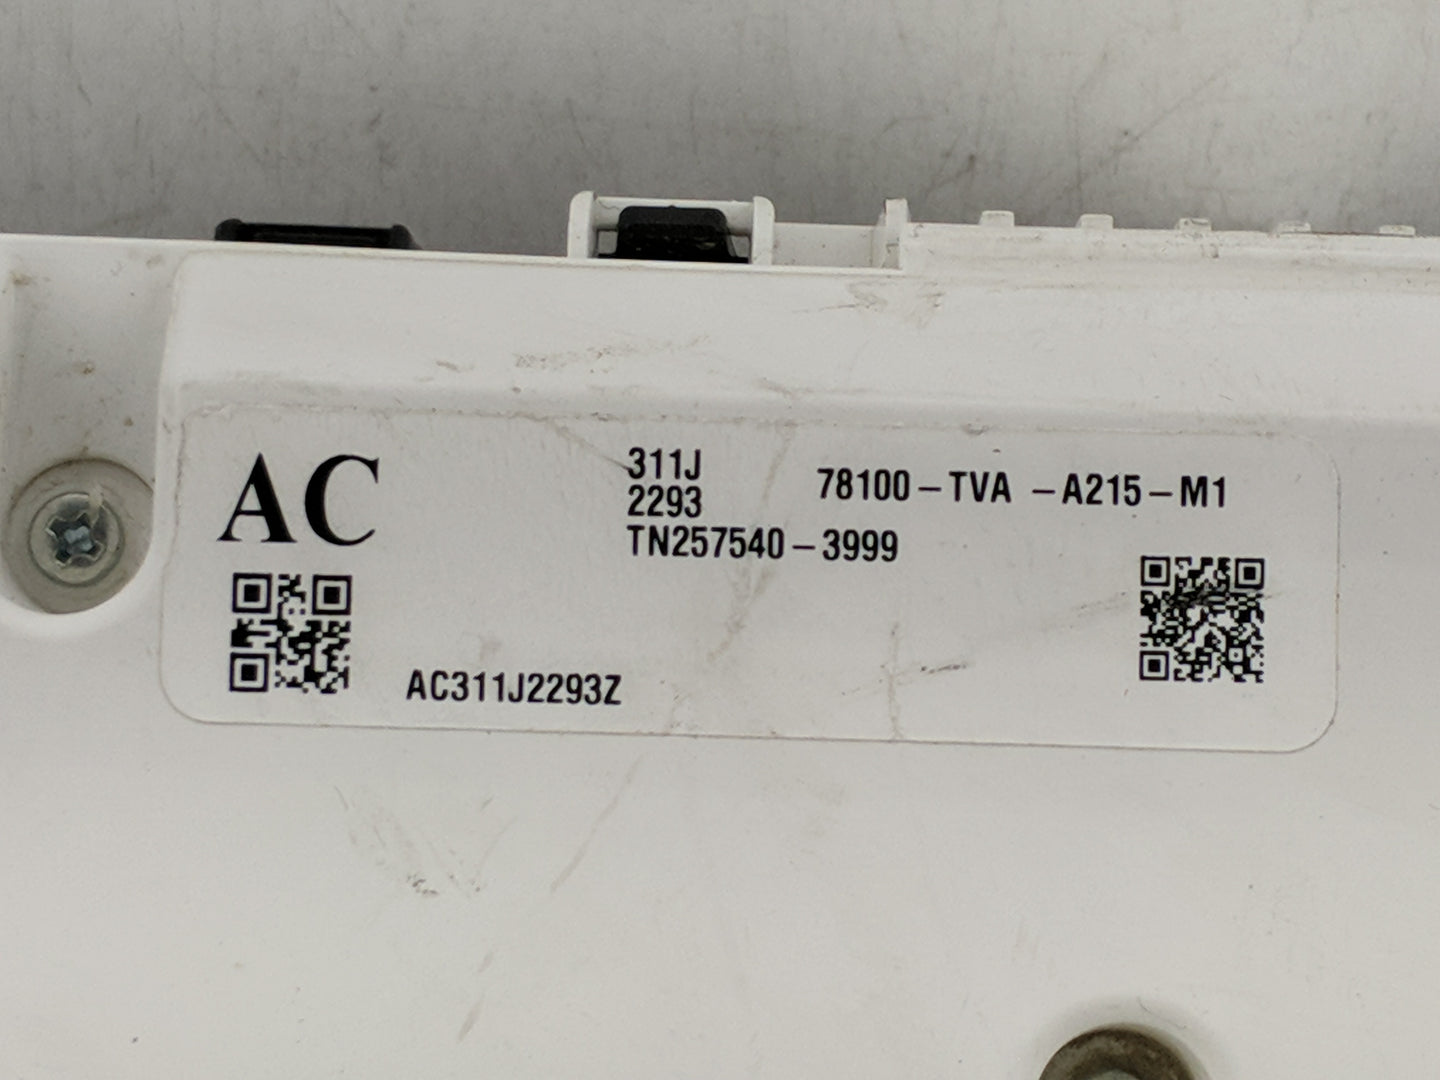 AC
311J
2293
TN257540-3999
78100-TVA -A215-M1
AC311J2293Z